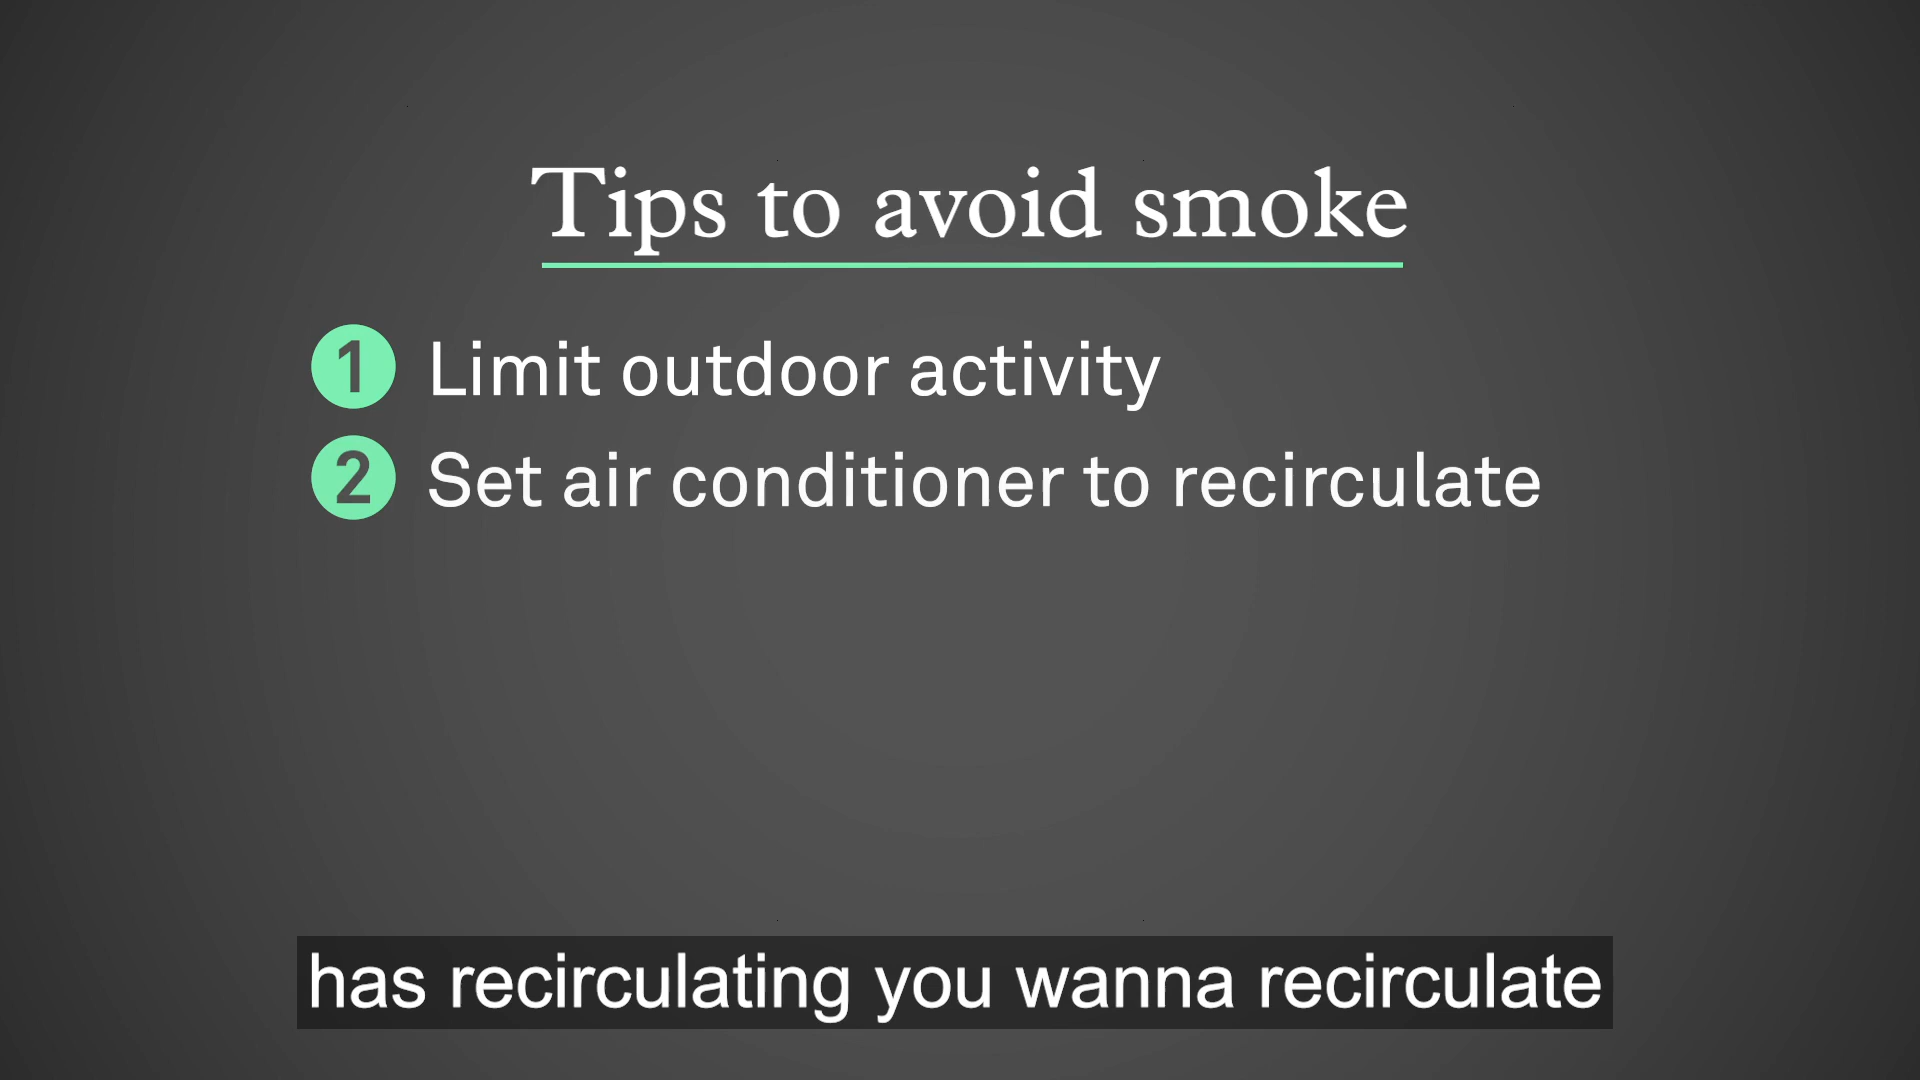 Tips to avoid smoke
1 Limit outdoor activity
2 Set air conditioner to recirculate
has recirculating you wanna recirculate